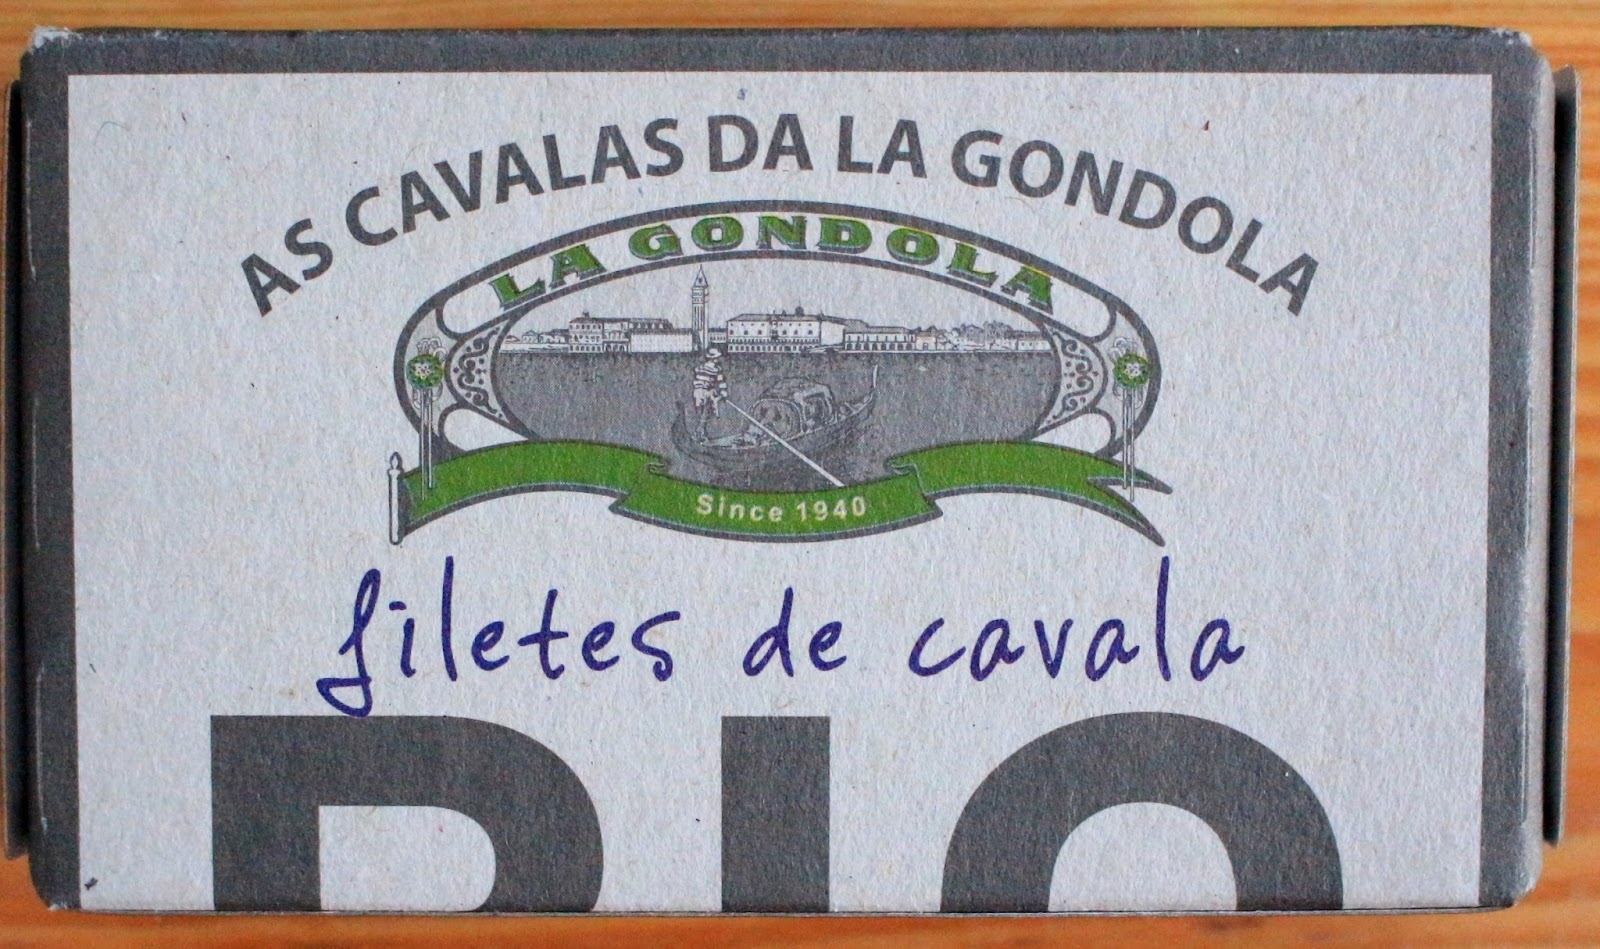 AS CAVALAS DA LA GONDOLA
LA GONDOLA
Since 1940
filetes de cavala
BIO